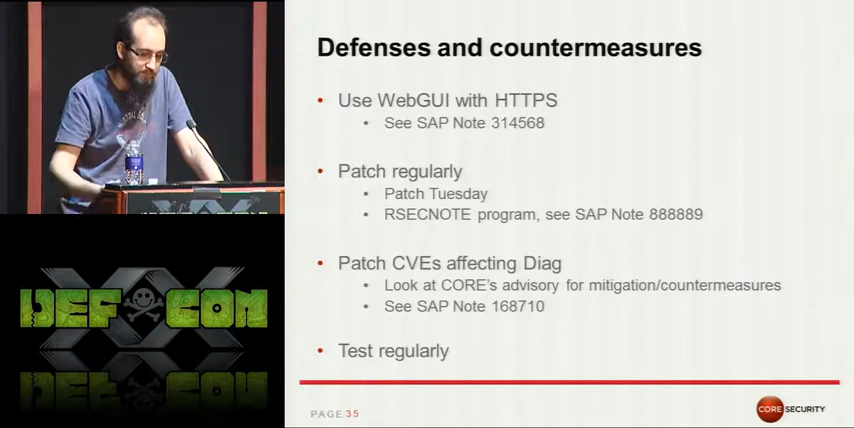 Defenses and countermeasures
• Use WebGUI with HTTPS
• See SAP Note 314568
• Patch regularly
• Patch Tuesday
• RSECNOTE program, see SAP Note 888889
• Patch CVEs affecting Diag
• Look at CORE's advisory for mitigation/countermeasures
• See SAP Note 168710
• Test regularly
PAGE 35
CORE SECURITY
DEF CON
XX